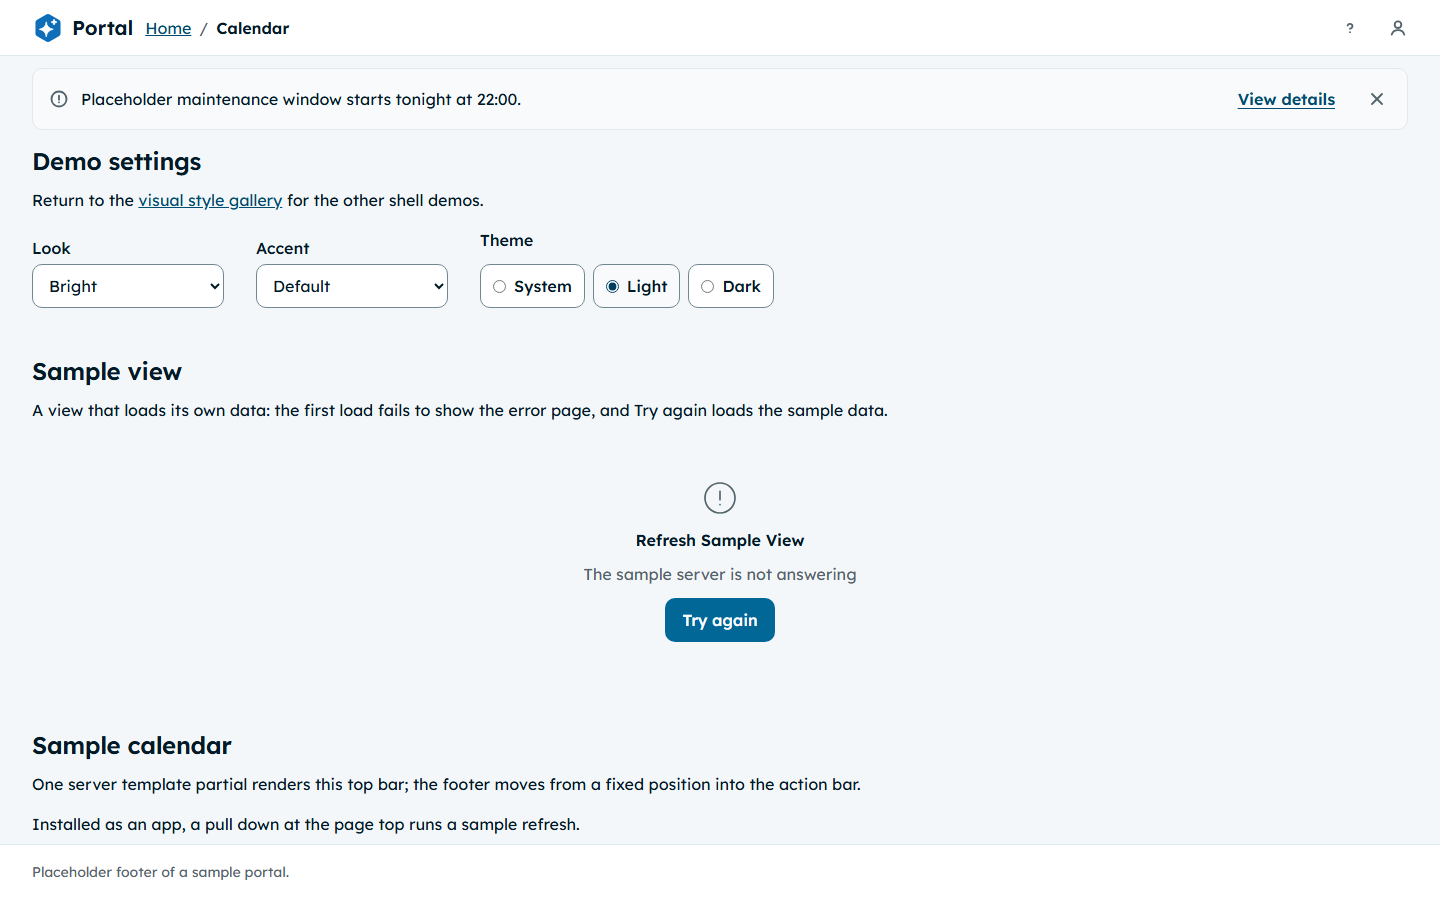 Portal Home / Calendar ?
Placeholder maintenance window starts tonight at 22:00. View details
Demo settings
Return to the visual style gallery for the other shell demos.
Look Accent Theme
Bright Default System Light Dark
Sample view
A view that loads its own data: the first load fails to show the error page, and Try again loads the sample data.
Refresh Sample View
The sample server is not answering
Try again
Sample calendar
One server template partial renders this top bar; the footer moves from a fixed position into the action bar.
Installed as an app, a pull down at the page top runs a sample refresh.
Placeholder footer of a sample portal.